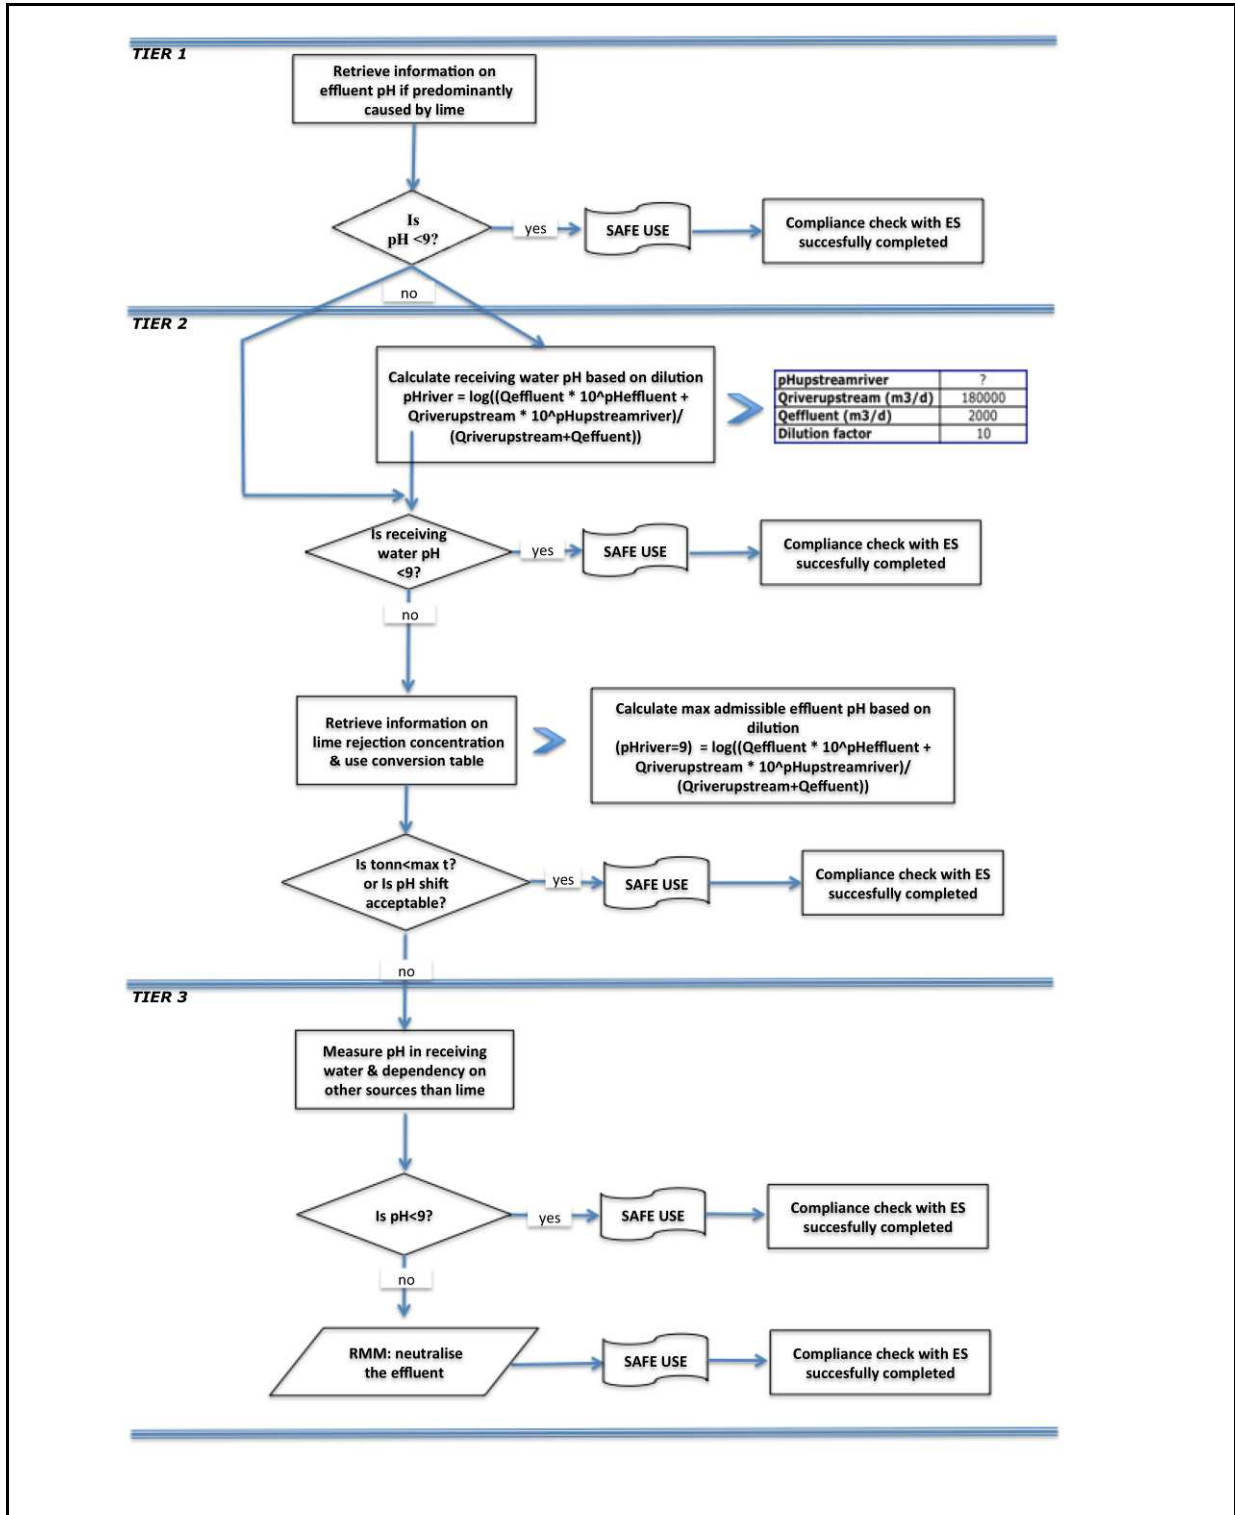 TIER 1
Retrieve information on
effluent pH if predominantly
caused by lime
Is
pH <9?
yes
SAFE USE
Compliance check with ES
succesfully completed
no
TIER 2
Calculate receiving water pH based on dilution
pHriver = log((Qeffluent * 10^pHeffluent +
Qriverupstream * 10^pHupstreamriver)/
(Qriverupstream+Qeffuent))
pHupstreamriver ?
Qriverupstream (m3/d) 180000
Qeffluent (m3/d) 2000
Dilution factor 10
Is receiving
water pH
<9?
yes
SAFE USE
Compliance check with ES
succesfully completed
no
Retrieve information on
lime rejection concentration
& use conversion table
Calculate max admissible effluent pH based on
dilution
(pHriver=9) = log((Qeffluent * 10^pHeffluent +
Qriverupstream * 10^pHupstreamriver)/
(Qriverupstream+Qeffuent))
Is tonn<max t?
or Is pH shift
acceptable?
yes
SAFE USE
Compliance check with ES
succesfully completed
no
TIER 3
Measure pH in receiving
water & dependency on
other sources than lime
Is pH<9?
yes
SAFE USE
Compliance check with ES
succesfully completed
no
RMM: neutralise
the effluent
SAFE USE
Compliance check with ES
succesfully completed